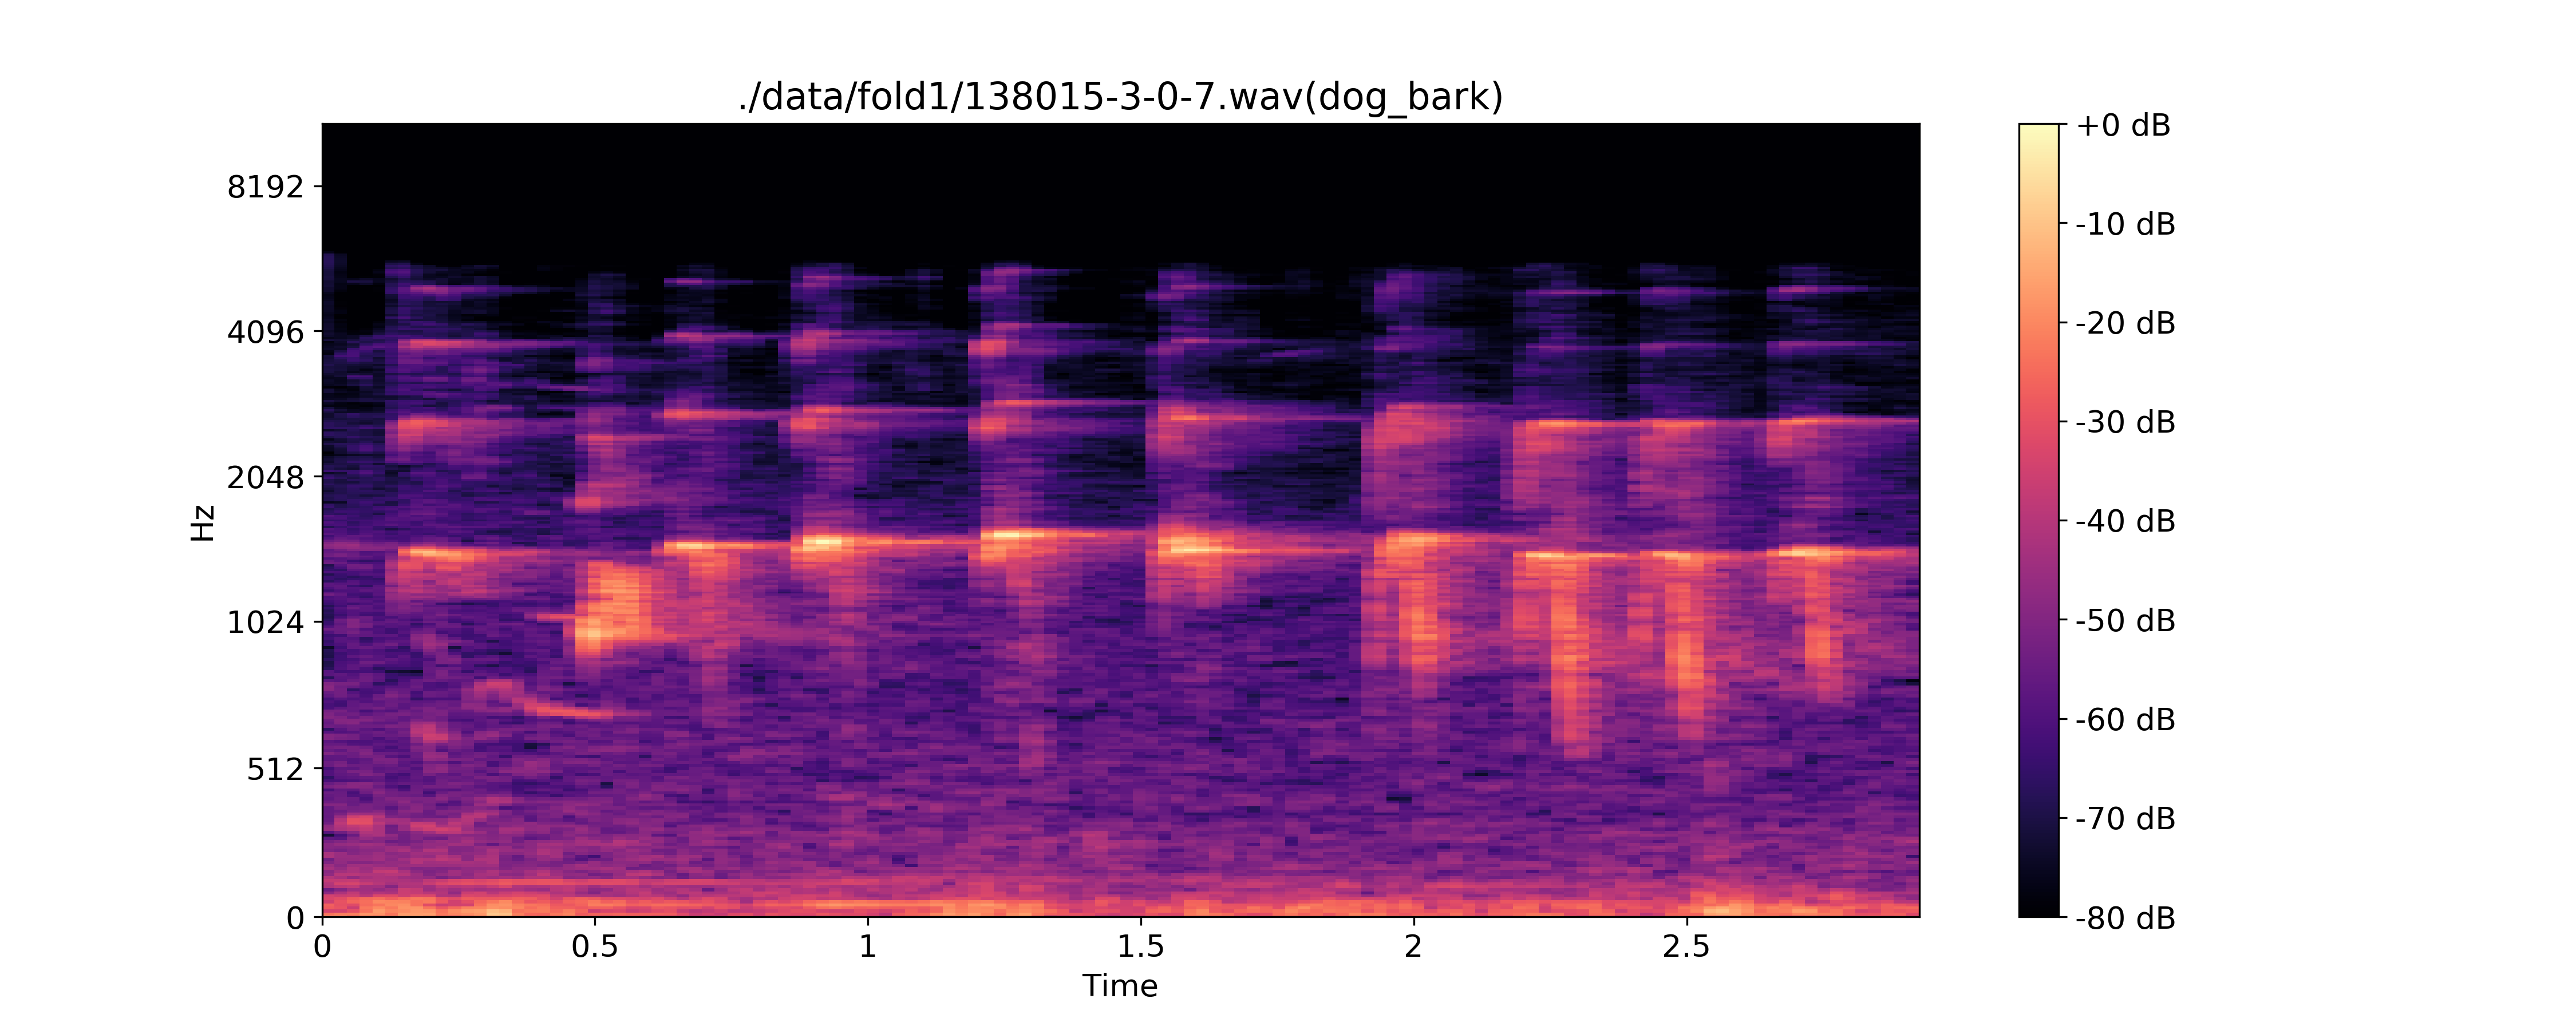 ./data/fold1/138015-3-0-7.wav(dog_bark)
Hz
8192
4096
2048
1024
512
0
0 0.5 1 1.5 2 2.5
Time
+0 dB
-10 dB
-20 dB
-30 dB
-40 dB
-50 dB
-60 dB
-70 dB
-80 dB